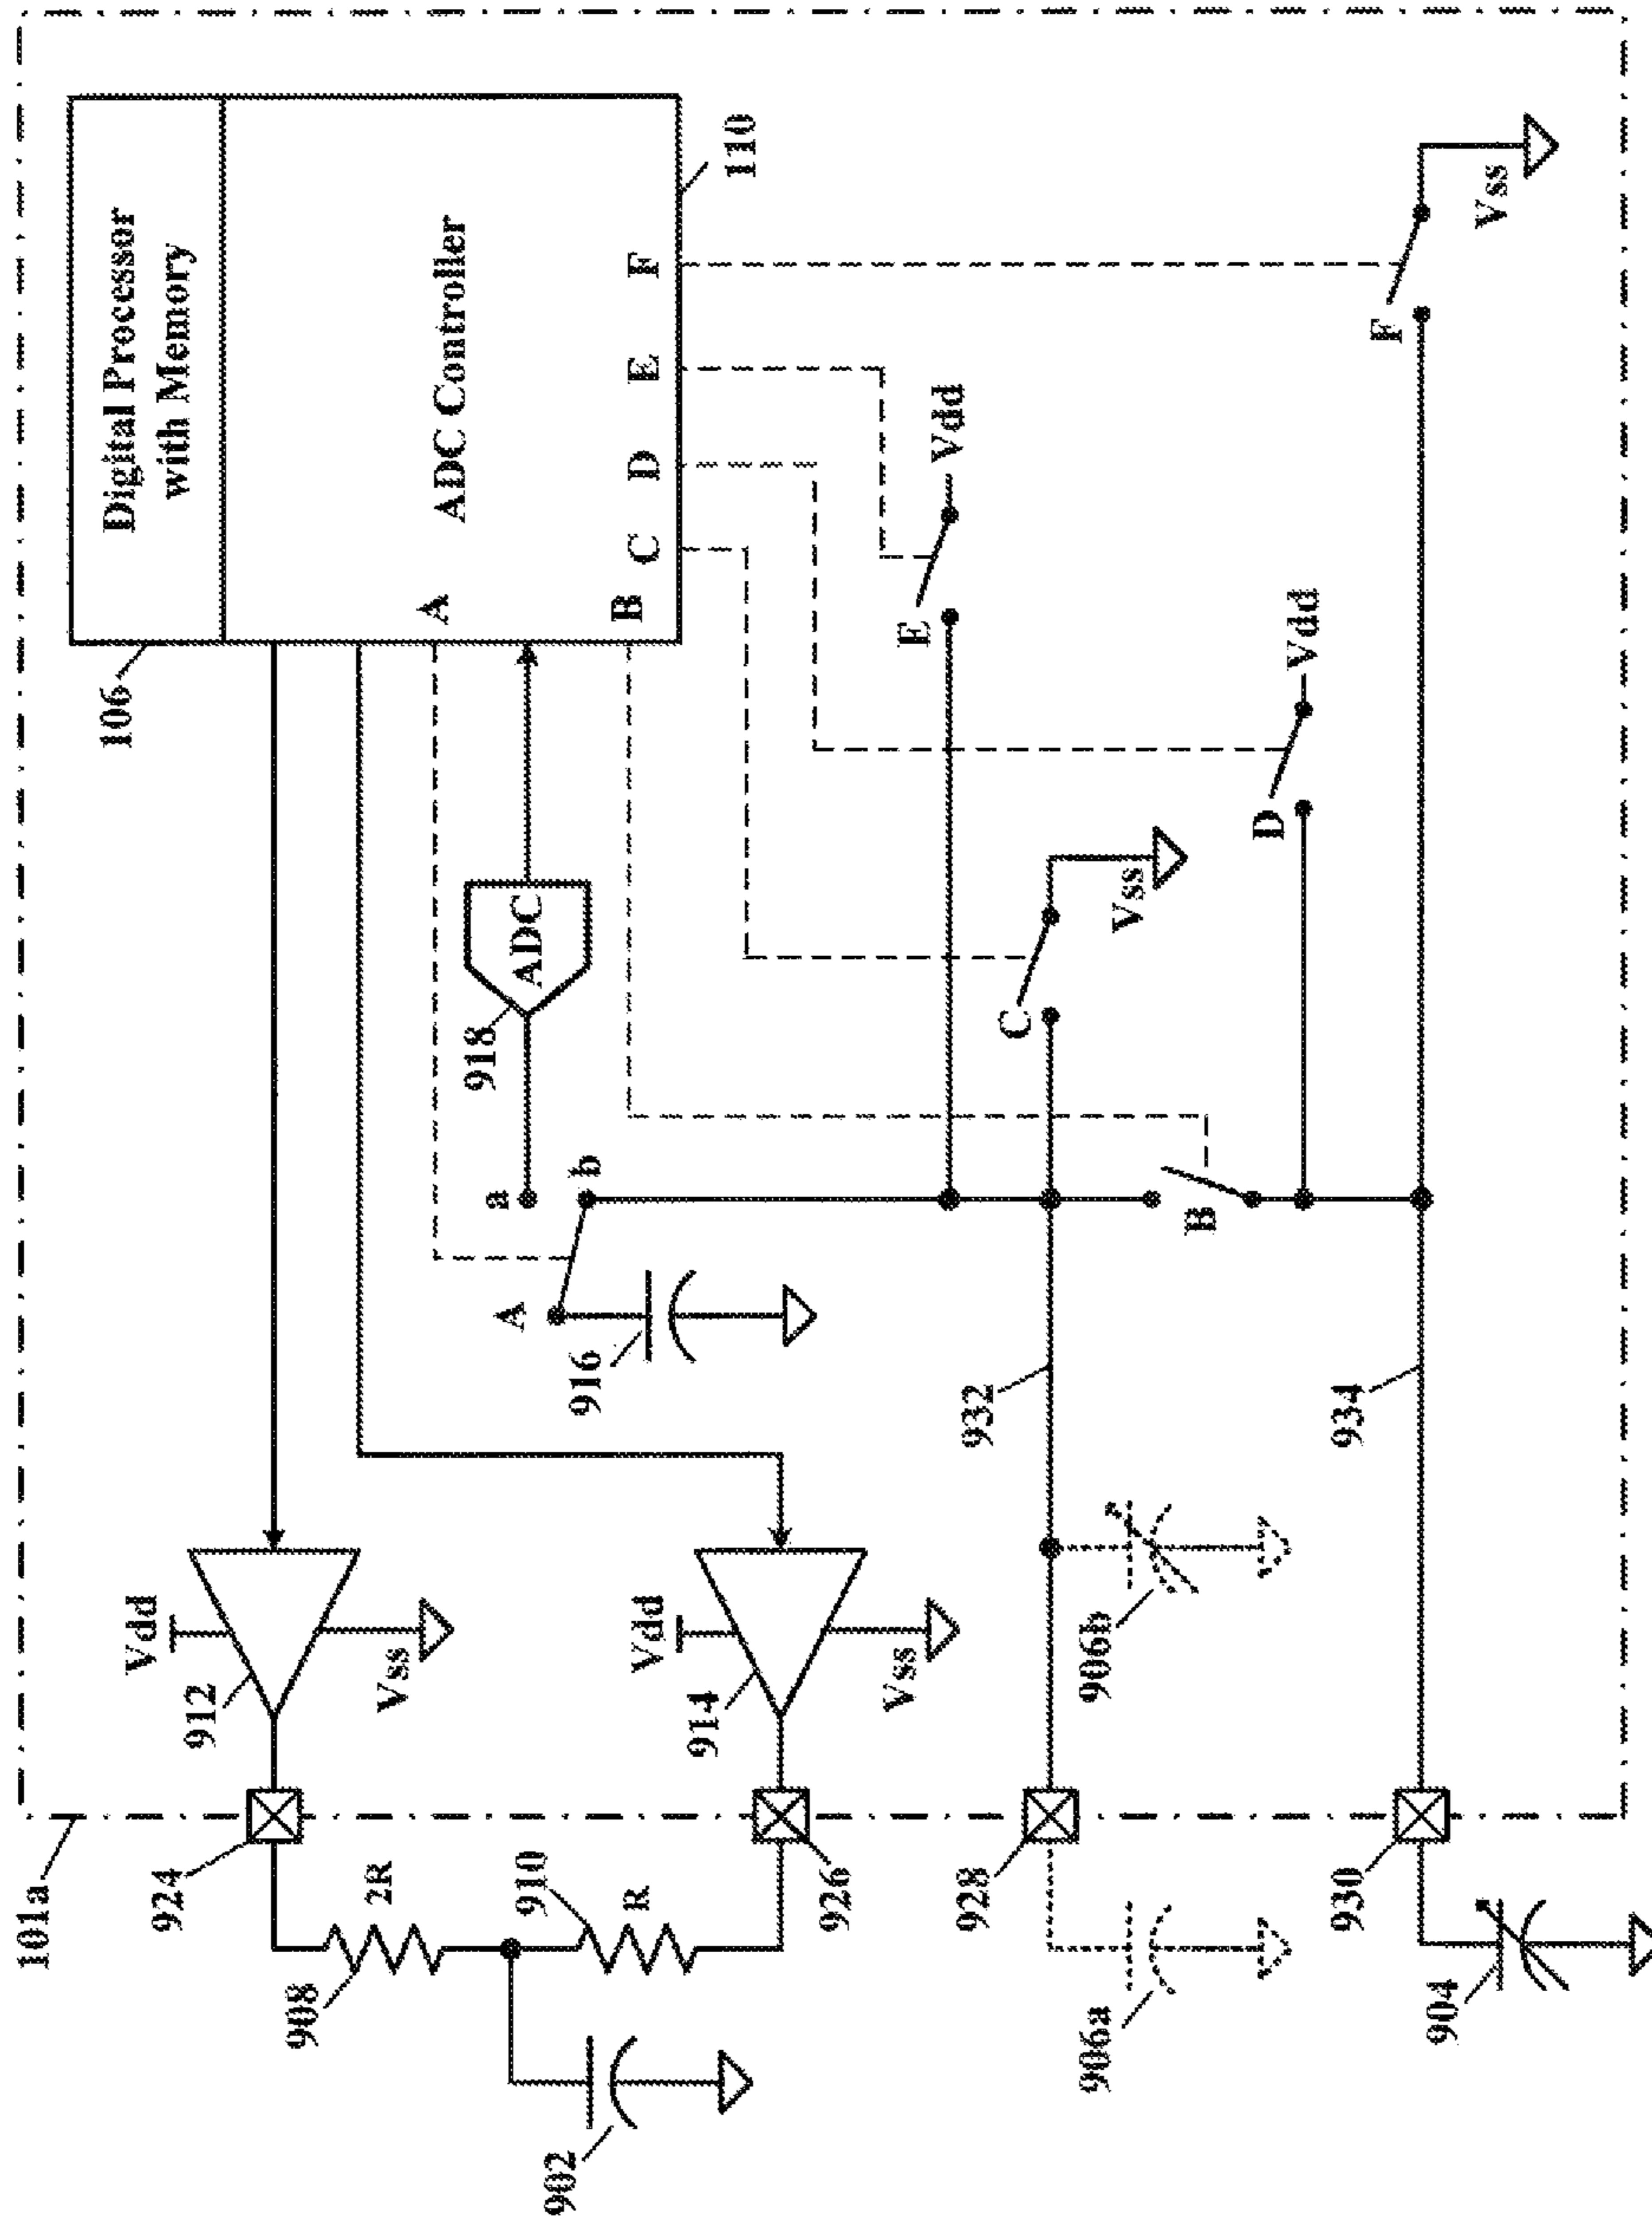 101a
106
Digital Processor
with Memory
ADC Controller
110
A
B
C
D
E
F
Vdd
912
Vss
924
908
2R
910
R
902
Vdd
914
Vss
926
A
a
b
916
918
ADC
E
Vdd
C
Vss
B
D
Vdd
F
Vss
932
934
928
906a
906b
930
904